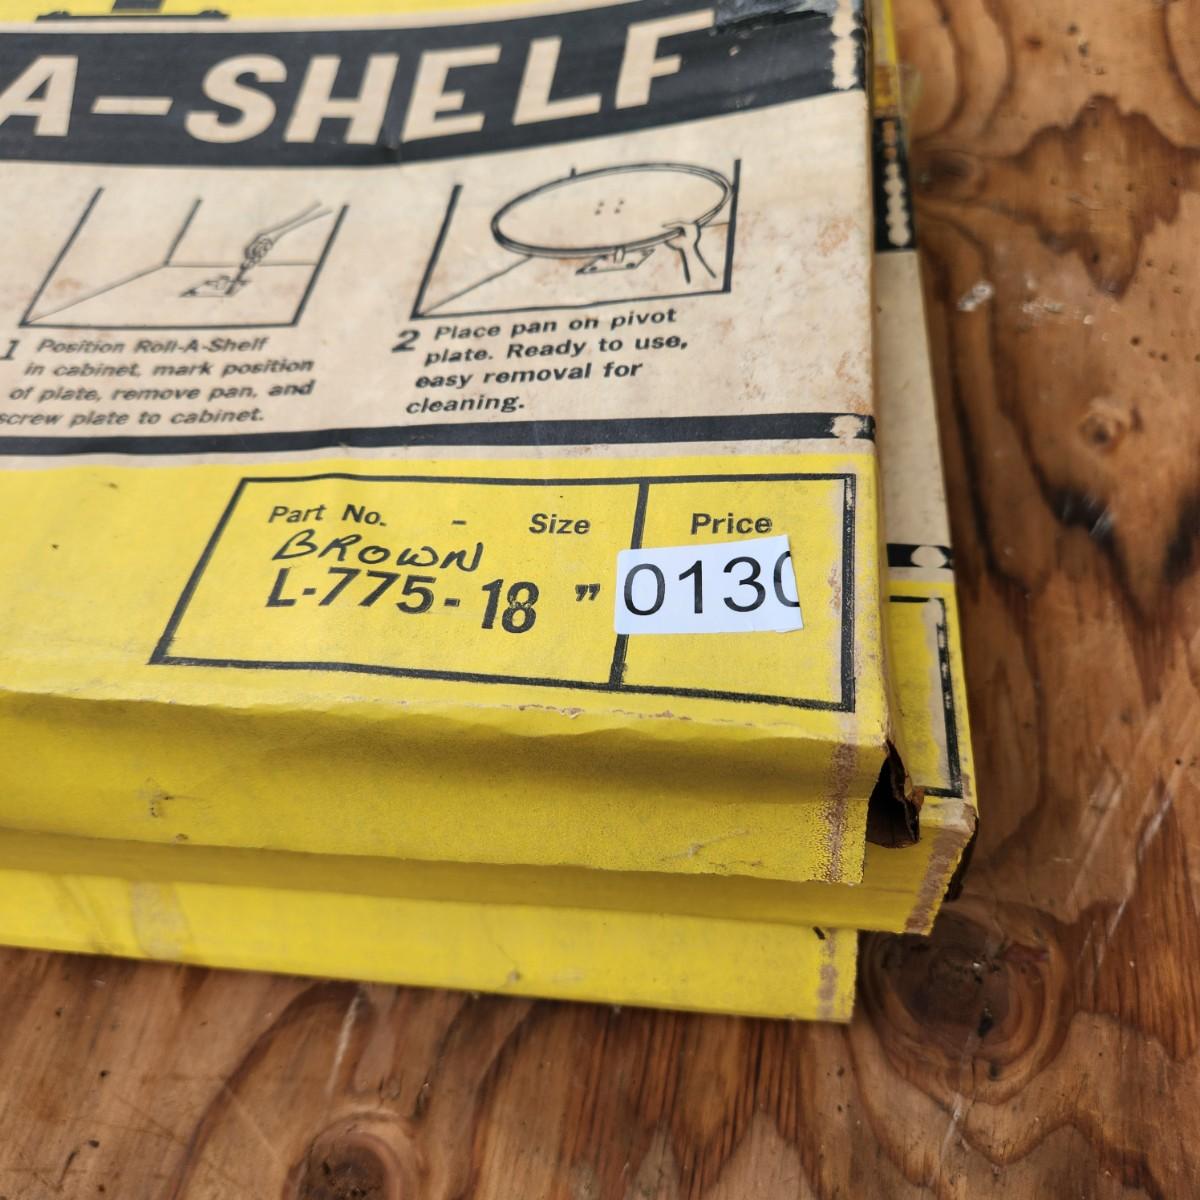 A-SHELF
1 Position Roll-A-Shelf
in cabinet, mark position
of plate, remove pan, and
screw plate to cabinet.
2 Place pan on pivot
plate. Ready to use,
easy removal for
cleaning.
Part No. - Size
Price
BROWN
L-775-18 "
0130